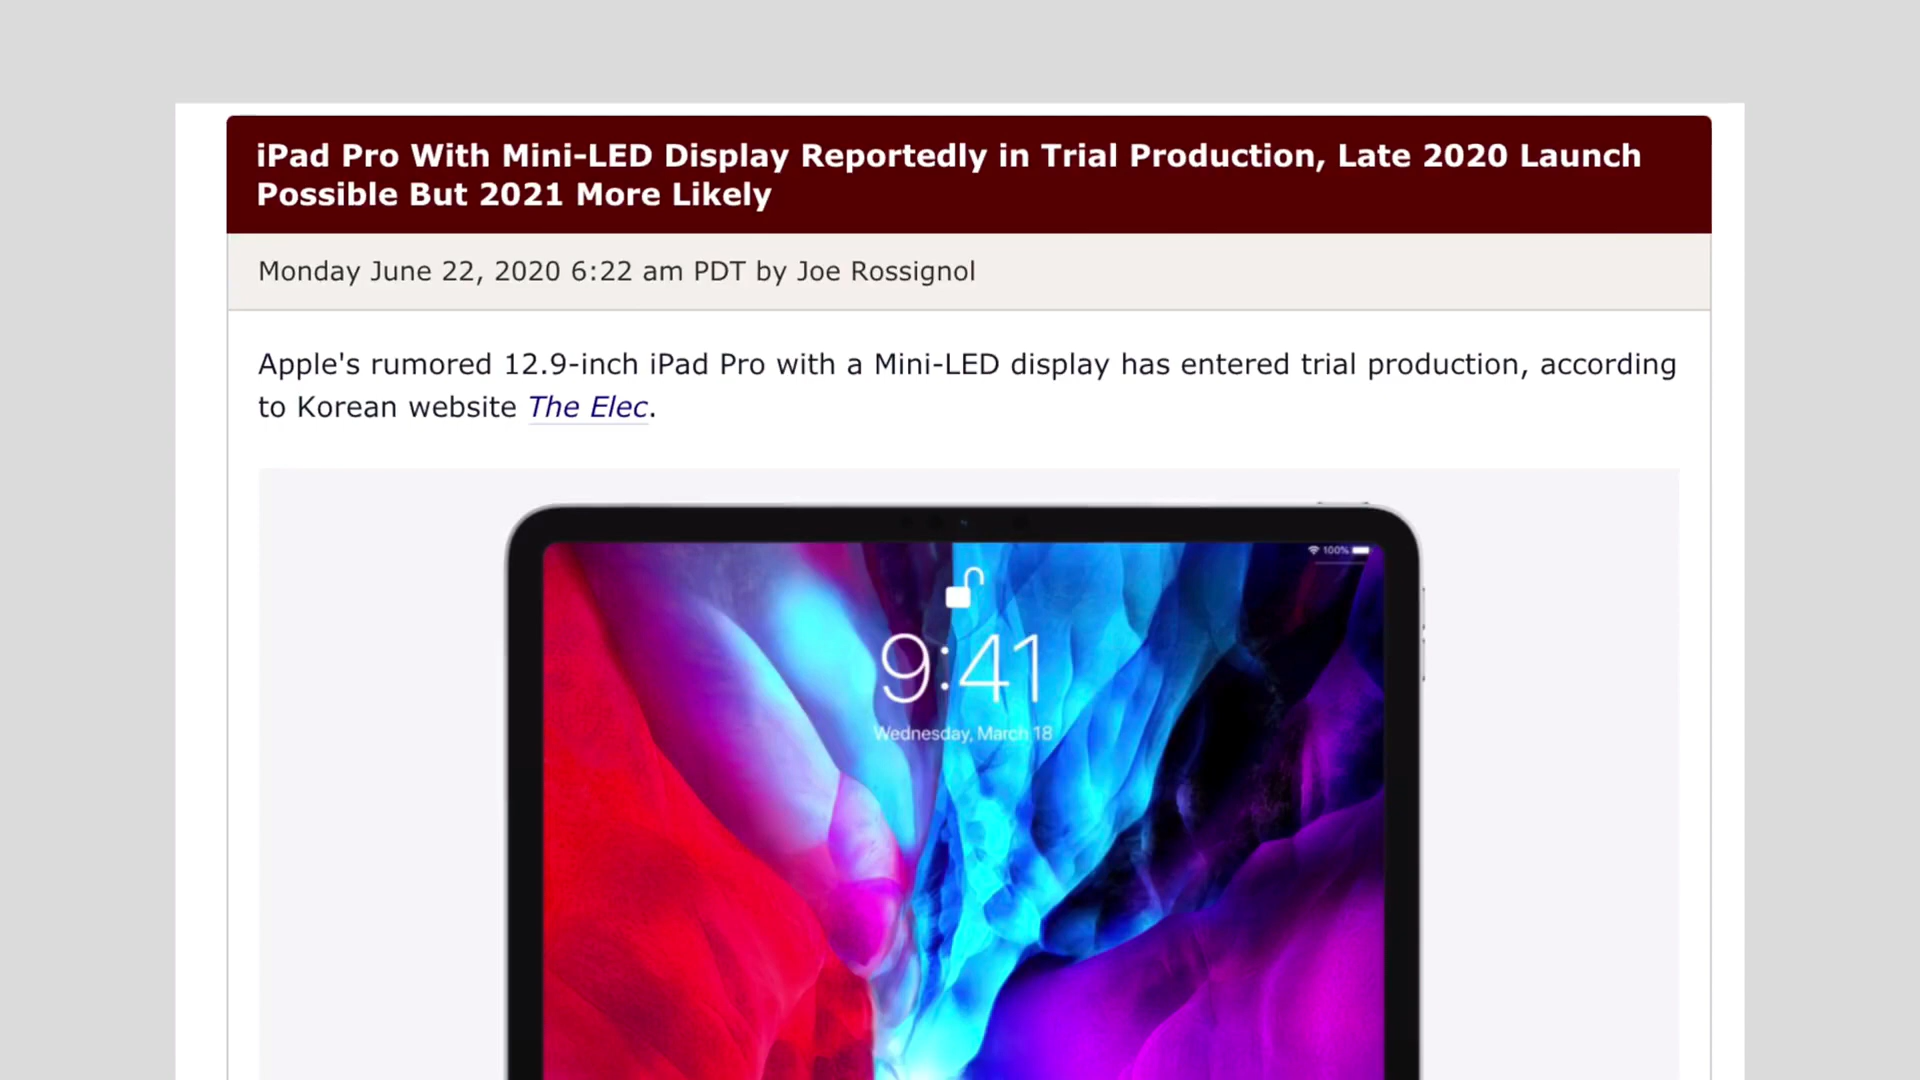 iPad Pro With Mini-LED Display Reportedly in Trial Production, Late 2020 Launch
Possible But 2021 More Likely
Monday June 22, 2020 6:22 am PDT by Joe Rossignol
Apple's rumored 12.9-inch iPad Pro with a Mini-LED display has entered trial production, according
to Korean website The Elec.
100%
9:41
Wednesday, March 18